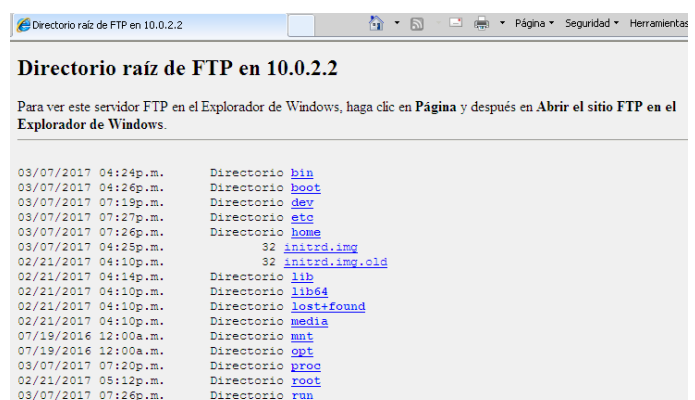 Directorio raíz de FTP en 10.0.2.2
Página Seguridad Herramientas
Directorio raíz de FTP en 10.0.2.2
Para ver este servidor FTP en el Explorador de Windows, haga clic en Página y después en Abrir el sitio FTP en el
Explorador de Windows.
03/07/2017 04:24p.m. Directorio bin
03/07/2017 04:26p.m. Directorio boot
03/07/2017 07:19p.m. Directorio dev
03/07/2017 07:27p.m. Directorio etc
03/07/2017 07:26p.m. Directorio home
03/07/2017 04:25p.m. 32 initrd.img
02/21/2017 04:10p.m. 32 initrd.img.old
02/21/2017 04:14p.m. Directorio lib
02/21/2017 04:10p.m. Directorio lib64
02/21/2017 04:10p.m. Directorio lost+found
02/21/2017 04:10p.m. Directorio media
07/19/2016 12:00a.m. Directorio mnt
07/19/2016 12:00a.m. Directorio opt
03/07/2017 07:20p.m. Directorio proc
02/21/2017 05:12p.m. Directorio root
03/07/2017 07:26p.m. Directorio run